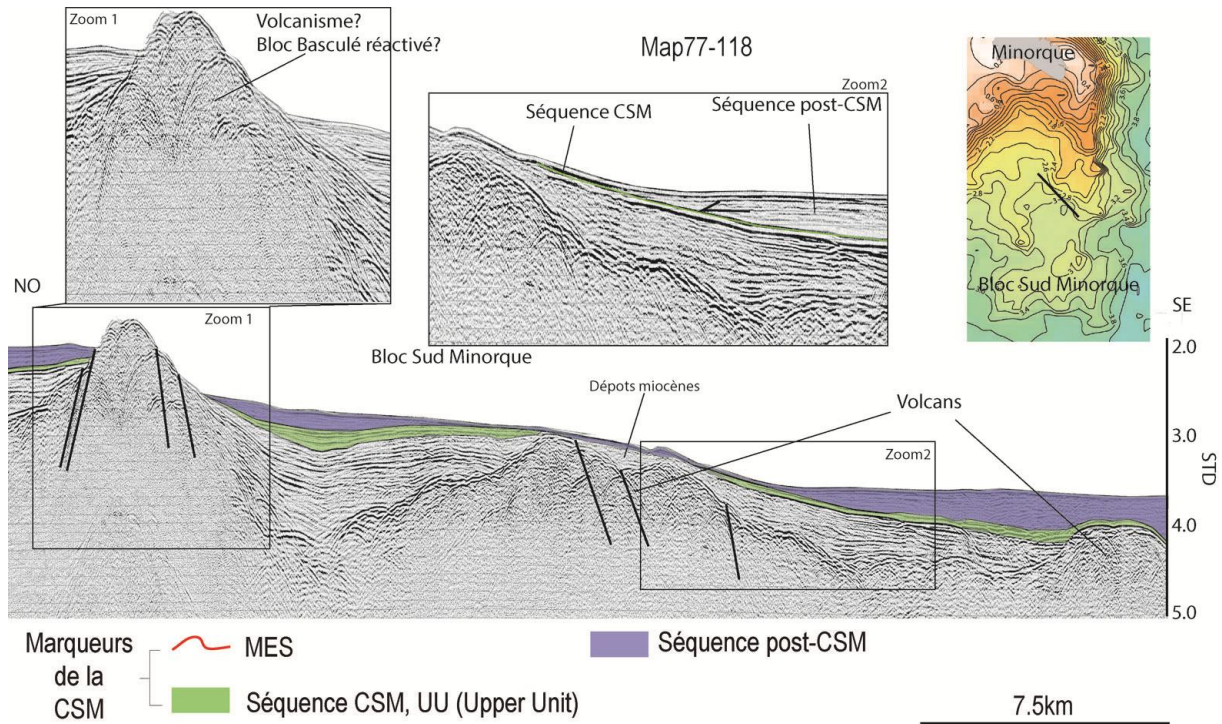 Zoom 1
Volcanisme?
Bloc Basculé réactivé?
Map77-118
Zoom2
Séquence CSM
Séquence post-CSM
Minorque
Bloc Sud Minorque
NO
SE
Zoom 1
Bloc Sud Minorque
Dépots miocènes
Volcans
Zoom2
2.0
3.0
STD
4.0
5.0
Marqueurs
de la
CSM
MES
Séquence CSM, UU (Upper Unit)
Séquence post-CSM
7.5km